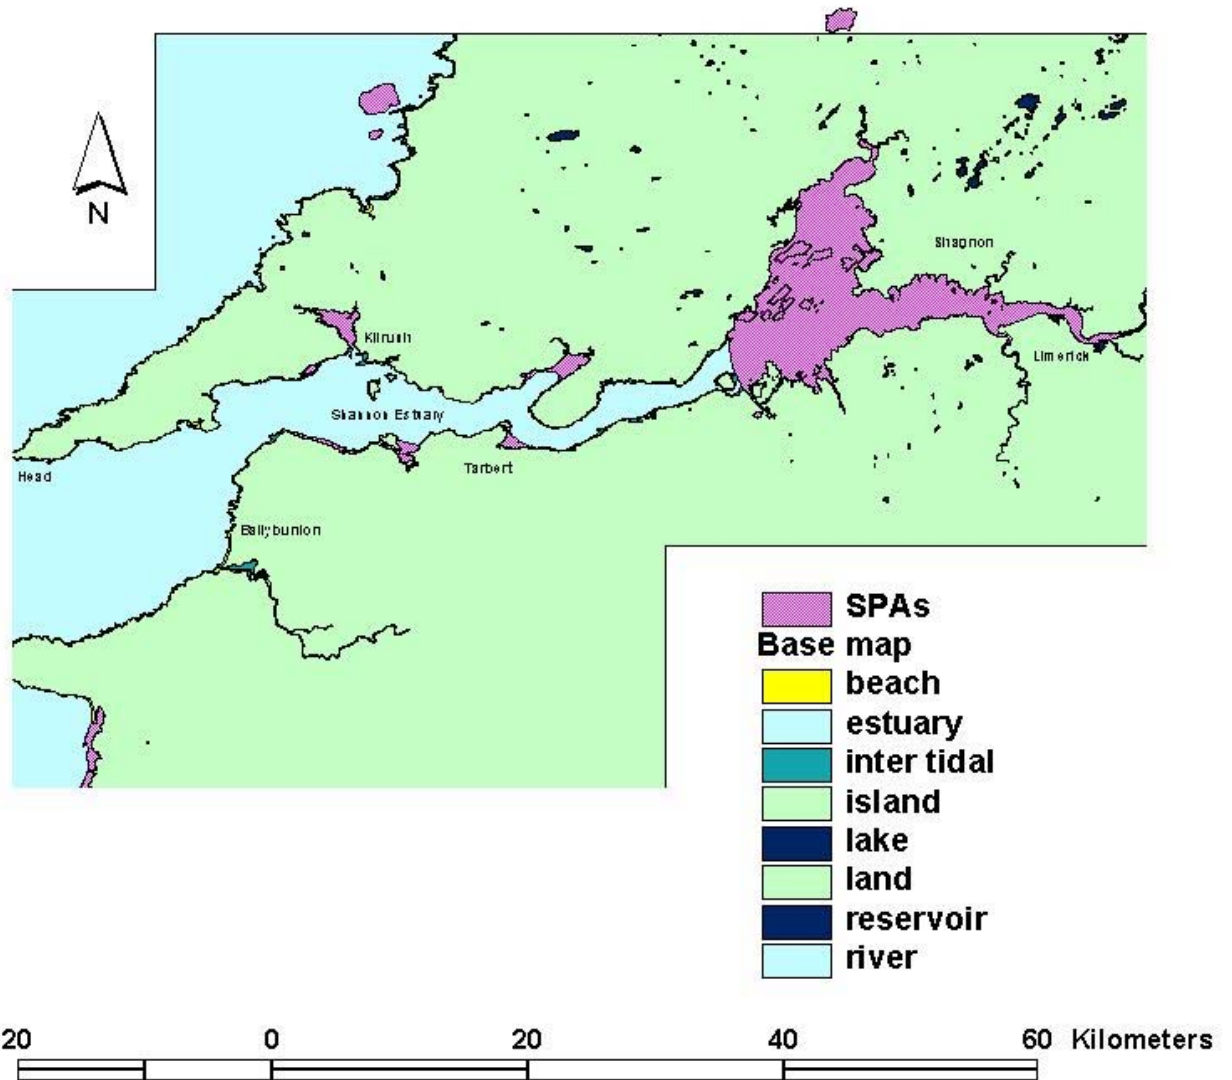 N
Shagnon
Kilrush
Limerick
Shannon Estuary
Head
Tarbert
Ballybunion
SPAs
Base map
beach
estuary
inter tidal
island
lake
land
reservoir
river
20 0 20 40 60 Kilometers